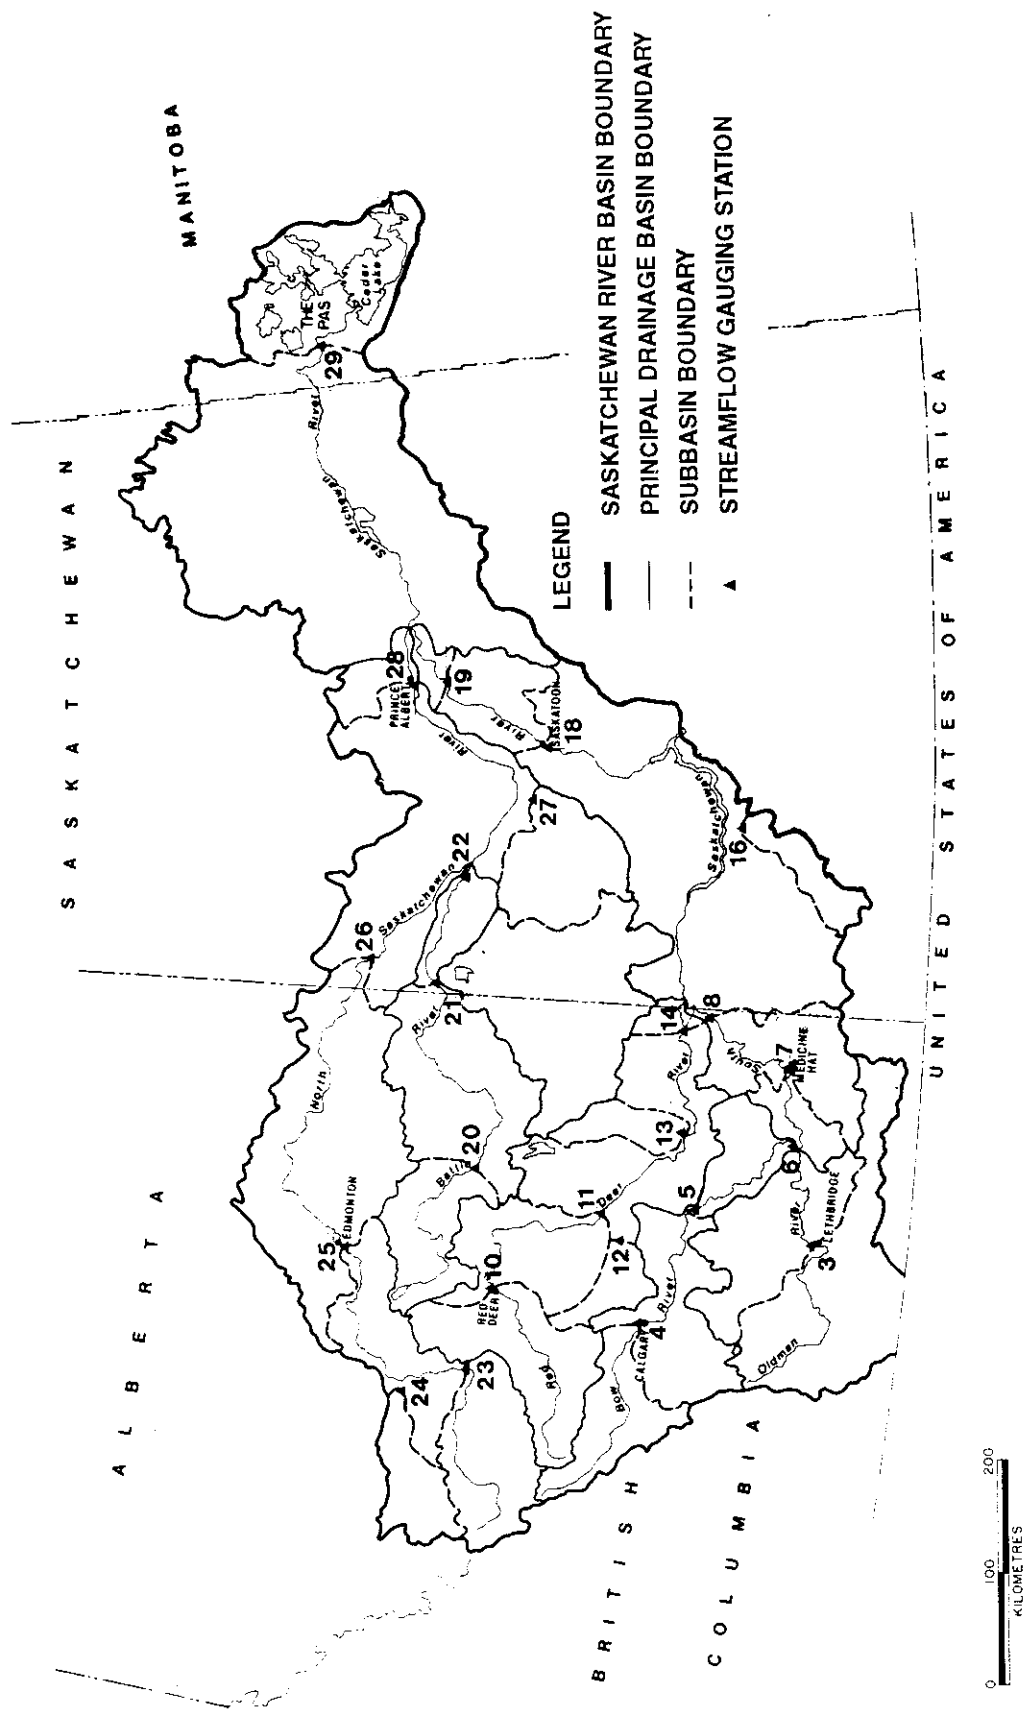 SASKATCHEWAN
MANITOBA
ALBERTA
BRITISH
COLUMBIA
UNITED STATES OF AMERICA
North
Saskatchewan
River
Saskatchewan
River
Battle
River
Red
Deer
River
Bow
River
Oldman
River
South
Saskatchewan
River
THE
PAS
Cedar
Lake
PRINCE
ALBERT
SASKATOON
EDMONTON
RED
DEER
CALGARY
LETHBRIDGE
MEDICINE
HAT
3
4
5
6
7
8
10
11
12
13
14
16
18
19
20
21
22
23
24
25
26
27
28
29
LEGEND
SASKATCHEWAN RIVER BASIN BOUNDARY
PRINCIPAL DRAINAGE BASIN BOUNDARY
SUBBASIN BOUNDARY
STREAMFLOW GAUGING STATION
0 100 200
KILOMETRES